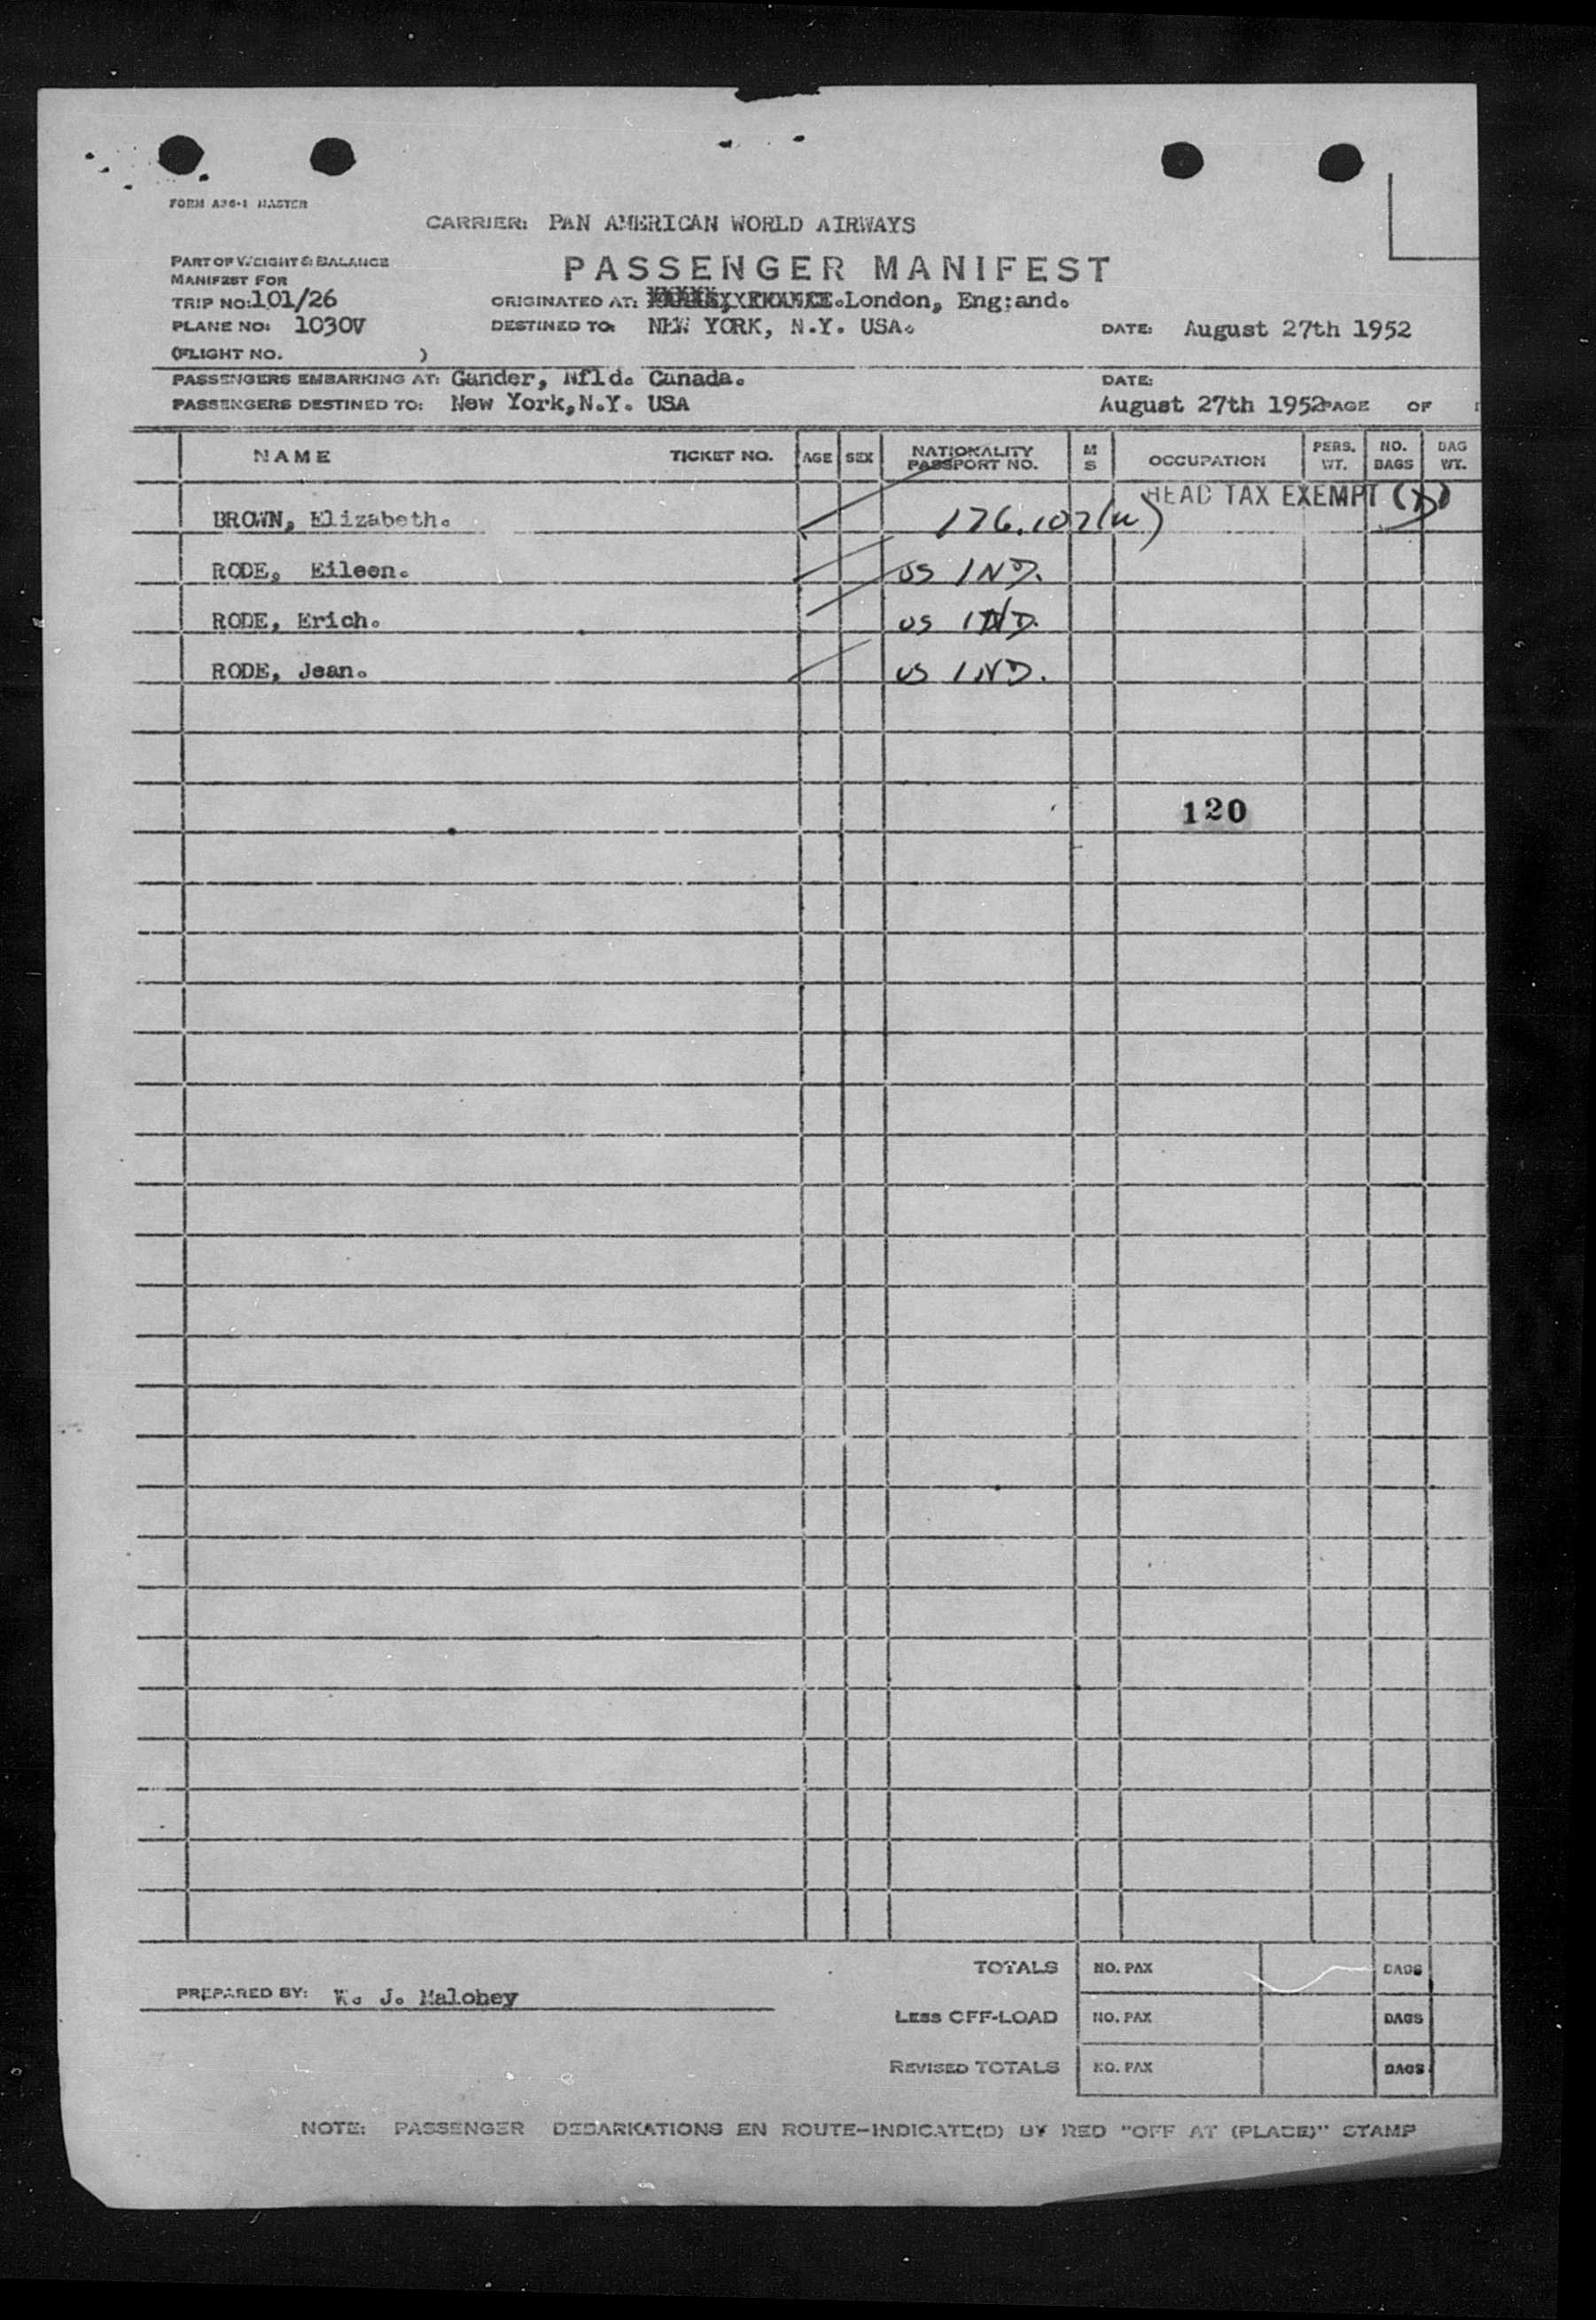 FORM A36-1 MASTER
CARRIER: PAN AMERICAN WORLD AIRWAYS
PART OF WEIGHT & BALANCE
MANIFEST FOR
PASSENGER MANIFEST
TRIP NO: 101/26 ORIGINATED AT: London, Eng;and.
PLANE NO: 1030V DESTINED TO: NEW YORK, N.Y. USA. DATE: August 27th 1952
(FLIGHT NO. )
PASSENGERS EMBARKING AT: Gander, Nfld. Canada. DATE:
PASSENGERS DESTINED TO: New York,N.Y. USA August 27th 1952 PAGE OF
NAME TICKET NO. AGE SEX NATIONALITY PASSPORT NO. M S OCCUPATION PERS. WT. NO. BAGS BAG WT.
HEAD TAX EXEMPT
BROWN, Elizabeth. 176.107(u)
RODE, Eileen. US IND.
RODE, Erich. US IND.
RODE, Jean. US IND.
120
TOTALS NO. PAX BAGS
PREPARED BY: W. J. Maloney
LESS OFF-LOAD NO. PAX BAGS
REVISED TOTALS NO. PAX BAGS
NOTE: PASSENGER DEBARKATIONS EN ROUTE-INDICATE(D) BY RED "OFF AT (PLACE)" STAMP